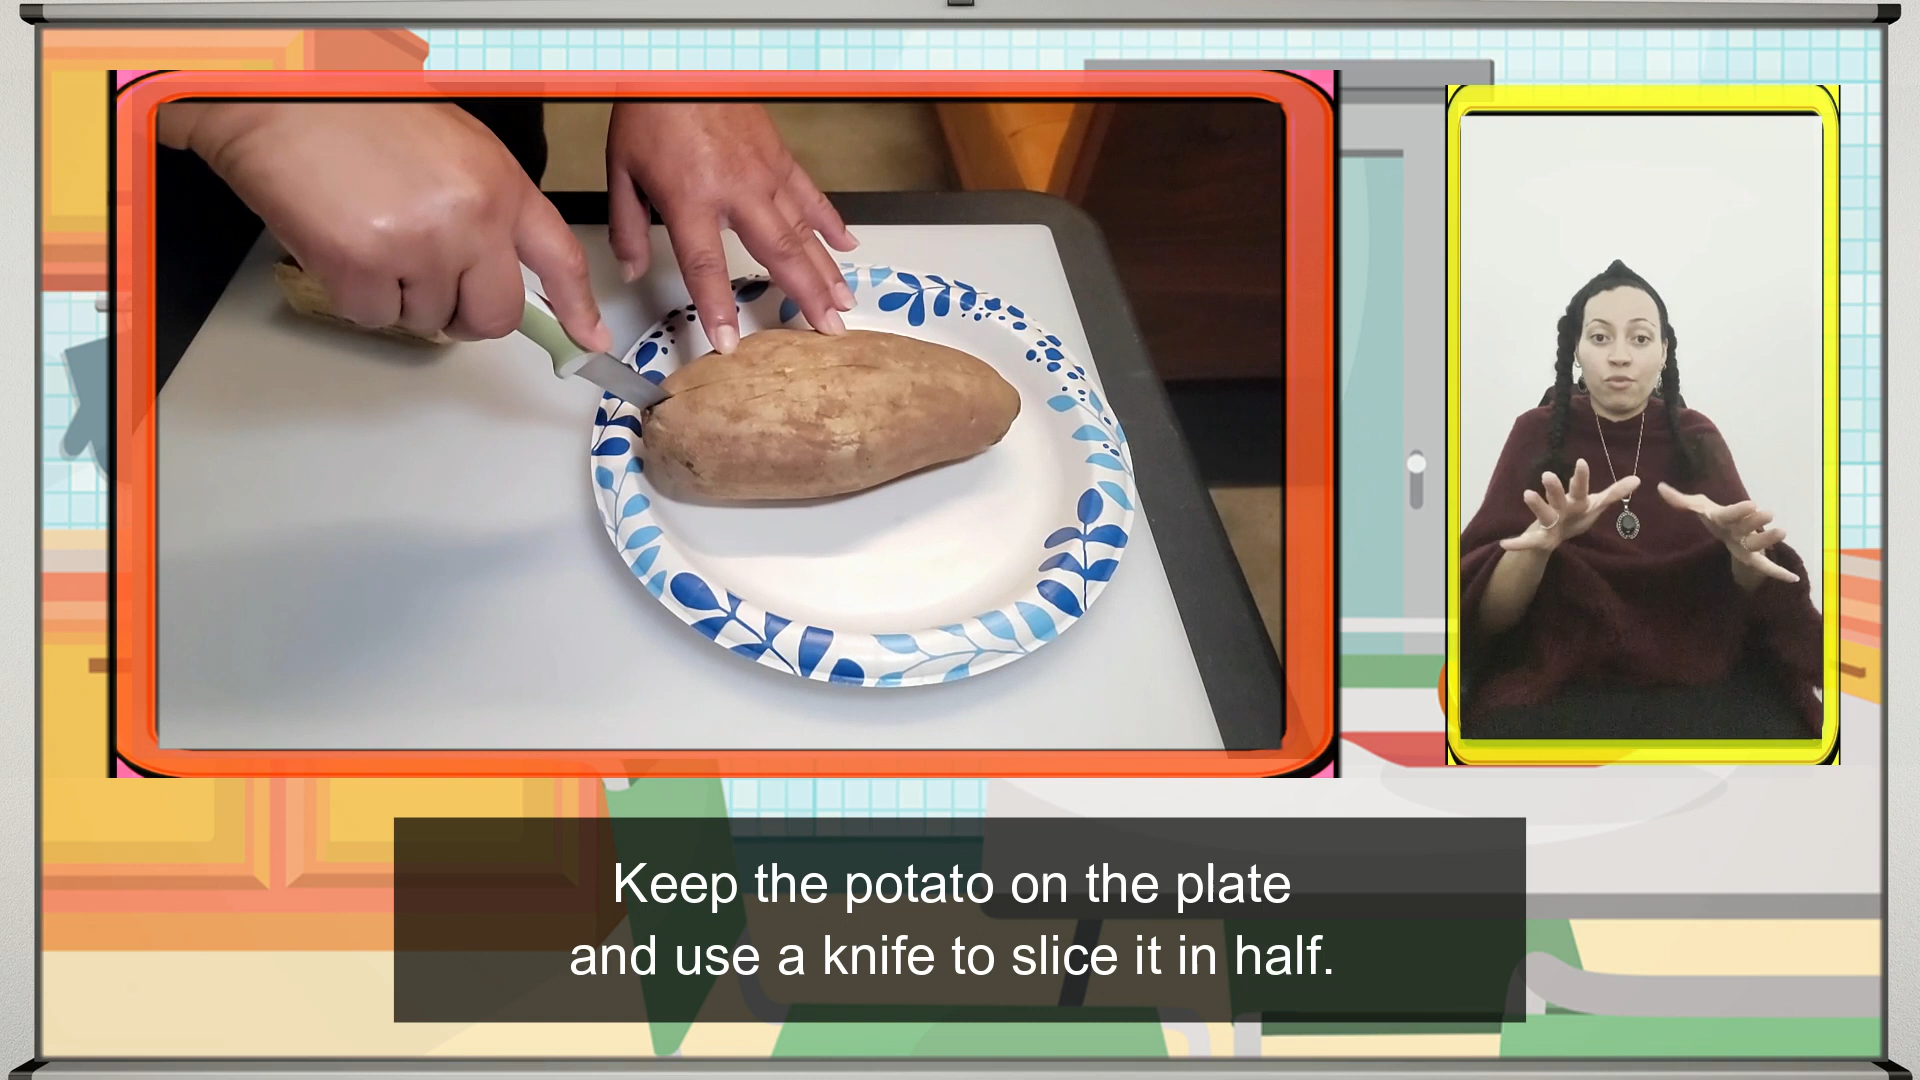 Keep the potato on the plate
and use a knife to slice it in half.